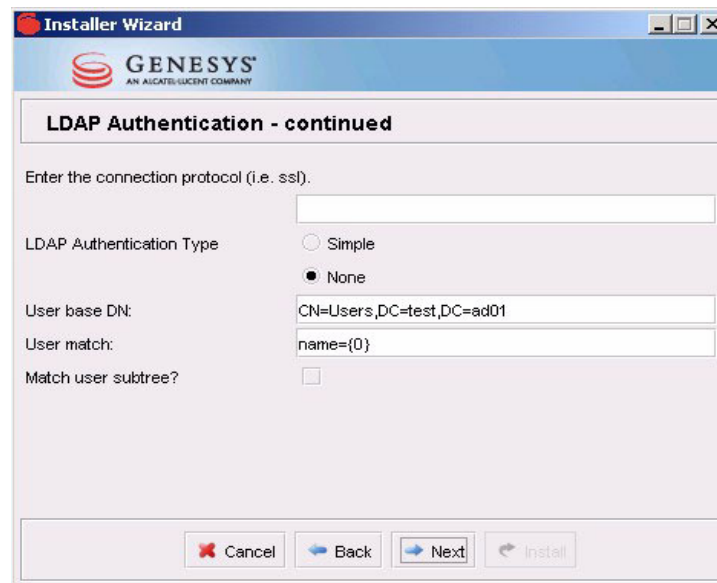 Installer Wizard
GENESYS
AN ALCATEL-LUCENT COMPANY
LDAP Authentication - continued
Enter the connection protocol (i.e. ssl).
LDAP Authentication Type
Simple
None
User base DN:
CN=Users,DC=test,DC=ad01
User match:
name={0}
Match user subtree?
Cancel
Back
Next
Install